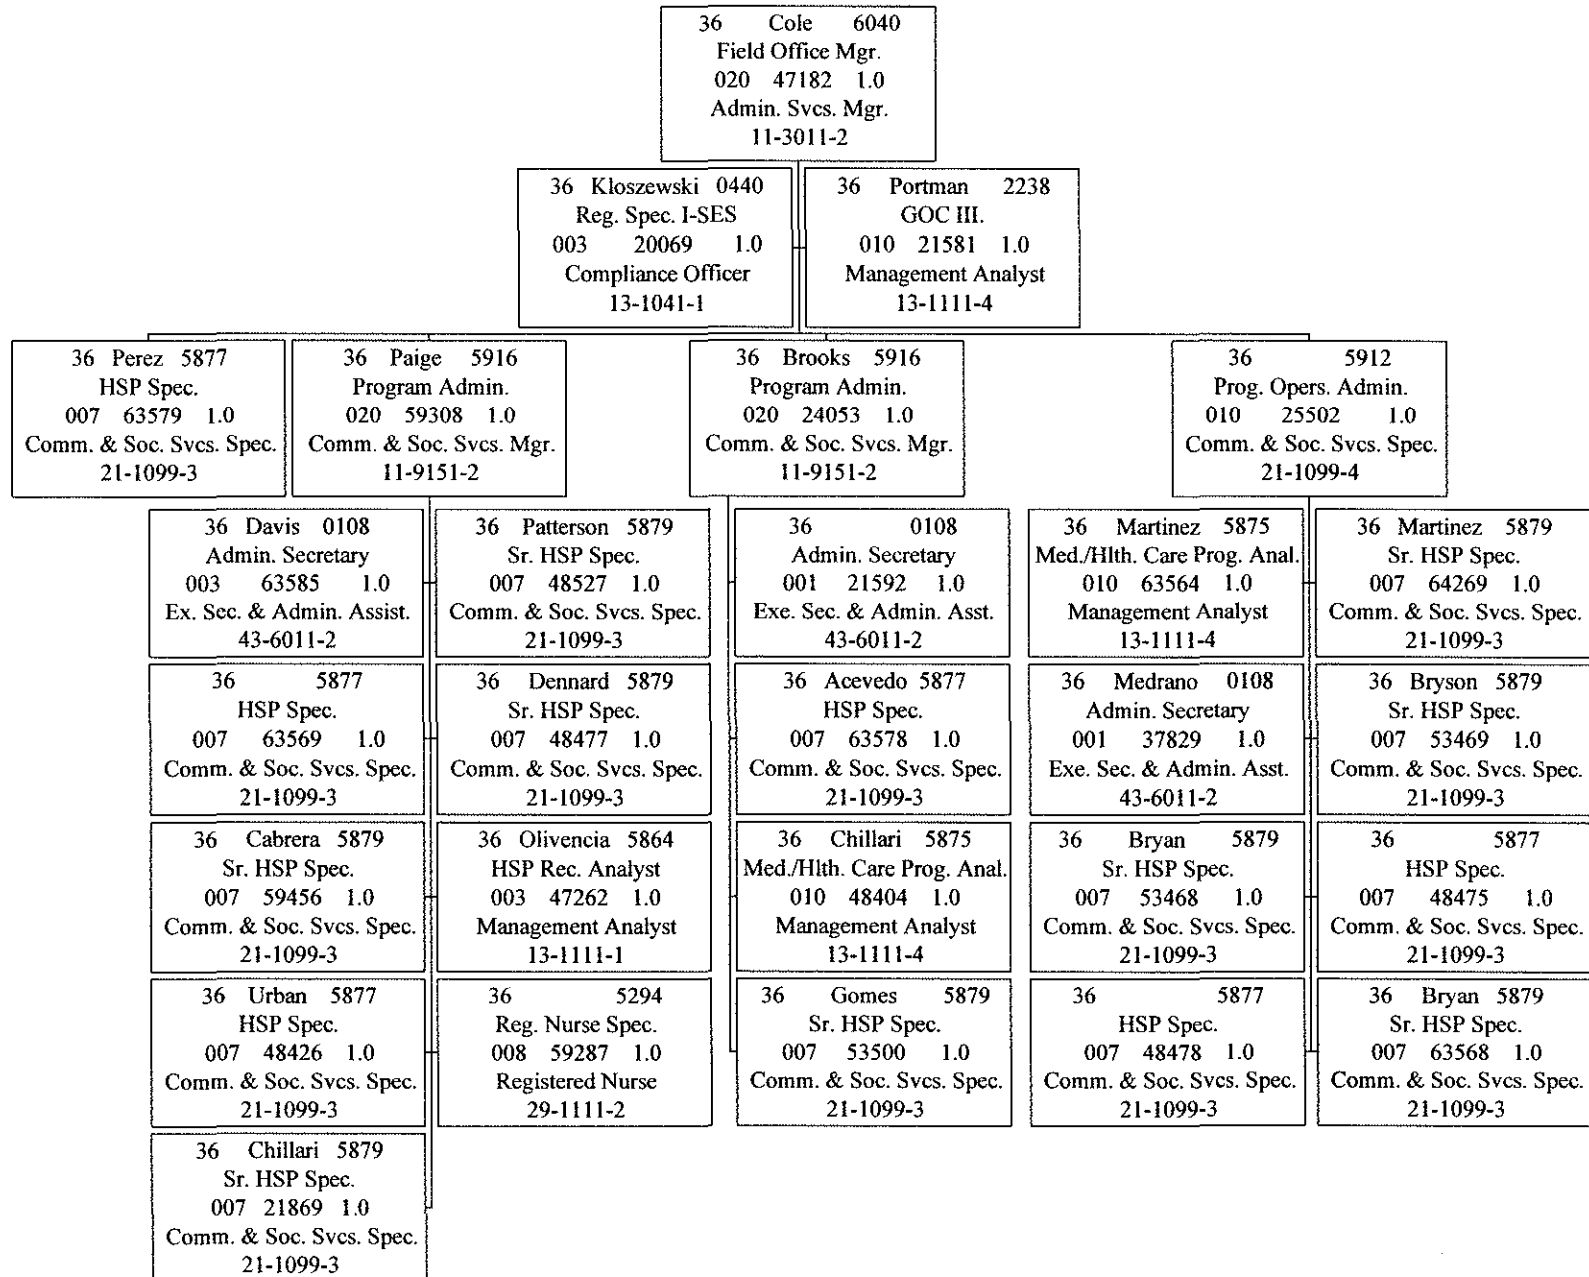 36 Cole 6040
Field Office Mgr.
020 47182 1.0
Admin. Svcs. Mgr.
11-3011-2
36 Kloszewski 0440
Reg. Spec. I-SES
003 20069 1.0
Compliance Officer
13-1041-1
36 Portman 2238
GOC III.
010 21581 1.0
Management Analyst
13-1111-4
36 Perez 5877
HSP Spec.
007 63579 1.0
Comm. & Soc. Svcs. Spec.
21-1099-3
36 Paige 5916
Program Admin.
020 59308 1.0
Comm. & Soc. Svcs. Mgr.
11-9151-2
36 Brooks 5916
Program Admin.
020 24053 1.0
Comm. & Soc. Svcs. Mgr.
11-9151-2
36 5912
Prog. Opers. Admin.
010 25502 1.0
Comm. & Soc. Svcs. Spec.
21-1099-4
36 Davis 0108
Admin. Secretary
003 63585 1.0
Ex. Sec. & Admin. Assist.
43-6011-2
36 Patterson 5879
Sr. HSP Spec.
007 48527 1.0
Comm. & Soc. Svcs. Spec.
21-1099-3
36 0108
Admin. Secretary
001 21592 1.0
Exe. Sec. & Admin. Asst.
43-6011-2
36 Martinez 5875
Med./Hlth. Care Prog. Anal.
010 63564 1.0
Management Analyst
13-1111-4
36 Martinez 5879
Sr. HSP Spec.
007 64269 1.0
Comm. & Soc. Svcs. Spec.
21-1099-3
36 5877
HSP Spec.
007 63569 1.0
Comm. & Soc. Svcs. Spec.
21-1099-3
36 Dennard 5879
Sr. HSP Spec.
007 48477 1.0
Comm. & Soc. Svcs. Spec.
21-1099-3
36 Acevedo 5877
HSP Spec.
007 63578 1.0
Comm. & Soc. Svcs. Spec.
21-1099-3
36 Medrano 0108
Admin. Secretary
001 37829 1.0
Exe. Sec. & Admin. Asst.
43-6011-2
36 Bryson 5879
Sr. HSP Spec.
007 53469 1.0
Comm. & Soc. Svcs. Spec.
21-1099-3
36 Cabrera 5879
Sr. HSP Spec.
007 59456 1.0
Comm. & Soc. Svcs. Spec.
21-1099-3
36 Olivencia 5864
HSP Rec. Analyst
003 47262 1.0
Management Analyst
13-1111-1
36 Chillari 5875
Med./Hlth. Care Prog. Anal.
010 48404 1.0
Management Analyst
13-1111-4
36 Bryan 5879
Sr. HSP Spec.
007 53468 1.0
Comm. & Soc. Svcs. Spec.
21-1099-3
36 5877
HSP Spec.
007 48475 1.0
Comm. & Soc. Svcs. Spec.
21-1099-3
36 Urban 5877
HSP Spec.
007 48426 1.0
Comm. & Soc. Svcs. Spec.
21-1099-3
36 5294
Reg. Nurse Spec.
008 59287 1.0
Registered Nurse
29-1111-2
36 Gomes 5879
Sr. HSP Spec.
007 53500 1.0
Comm. & Soc. Svcs. Spec.
21-1099-3
36 5877
HSP Spec.
007 48478 1.0
Comm. & Soc. Svcs. Spec.
21-1099-3
36 Bryan 5879
Sr. HSP Spec.
007 63568 1.0
Comm. & Soc. Svcs. Spec.
21-1099-3
36 Chillari 5879
Sr. HSP Spec.
007 21869 1.0
Comm. & Soc. Svcs. Spec.
21-1099-3